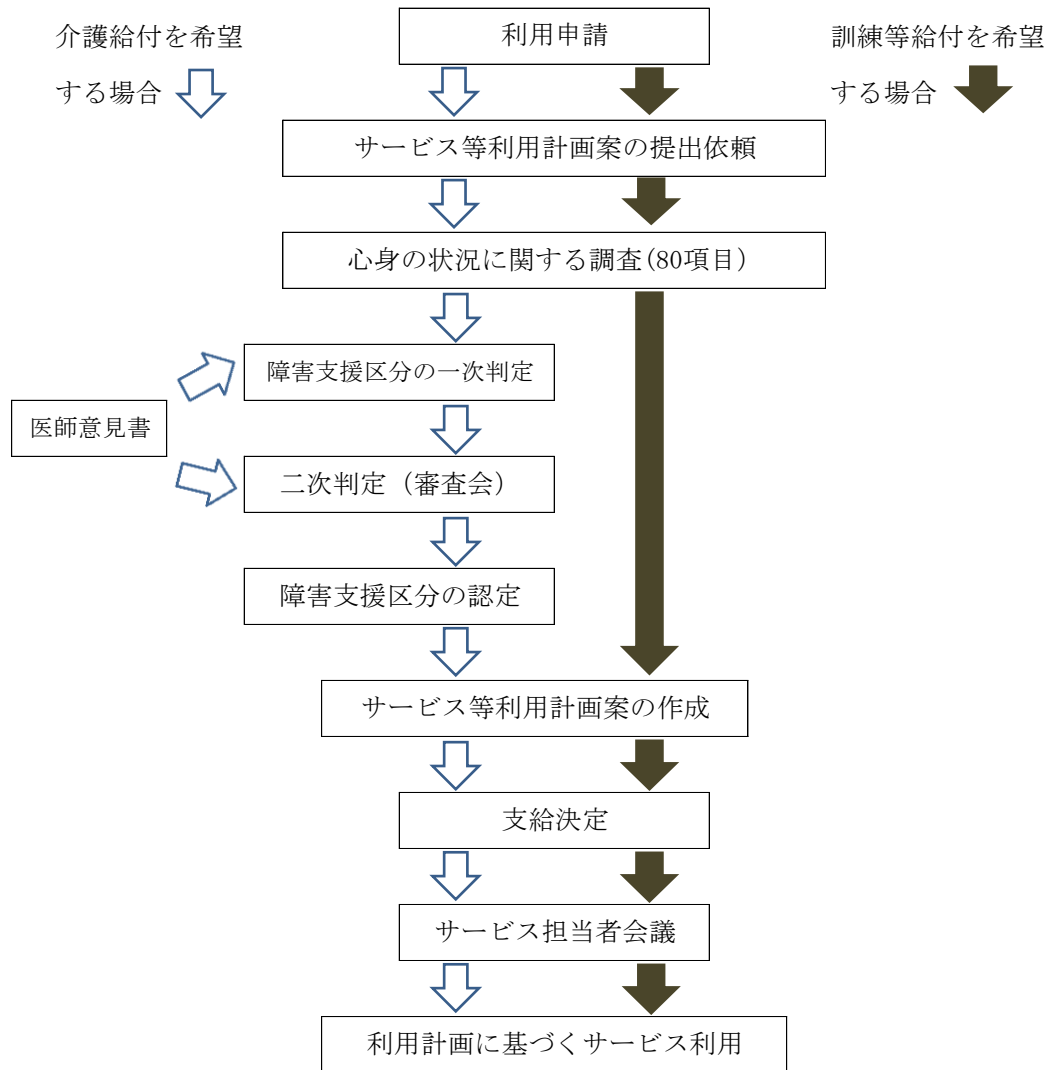 介護給付を希望
する場合
利用申請
訓練等給付を希望
する場合
サービス等利用計画案の提出依頼
心身の状況に関する調査(80項目)
障害支援区分の一次判定
医師意見書
二次判定（審査会）
障害支援区分の認定
サービス等利用計画案の作成
支給決定
サービス担当者会議
利用計画に基づくサービス利用